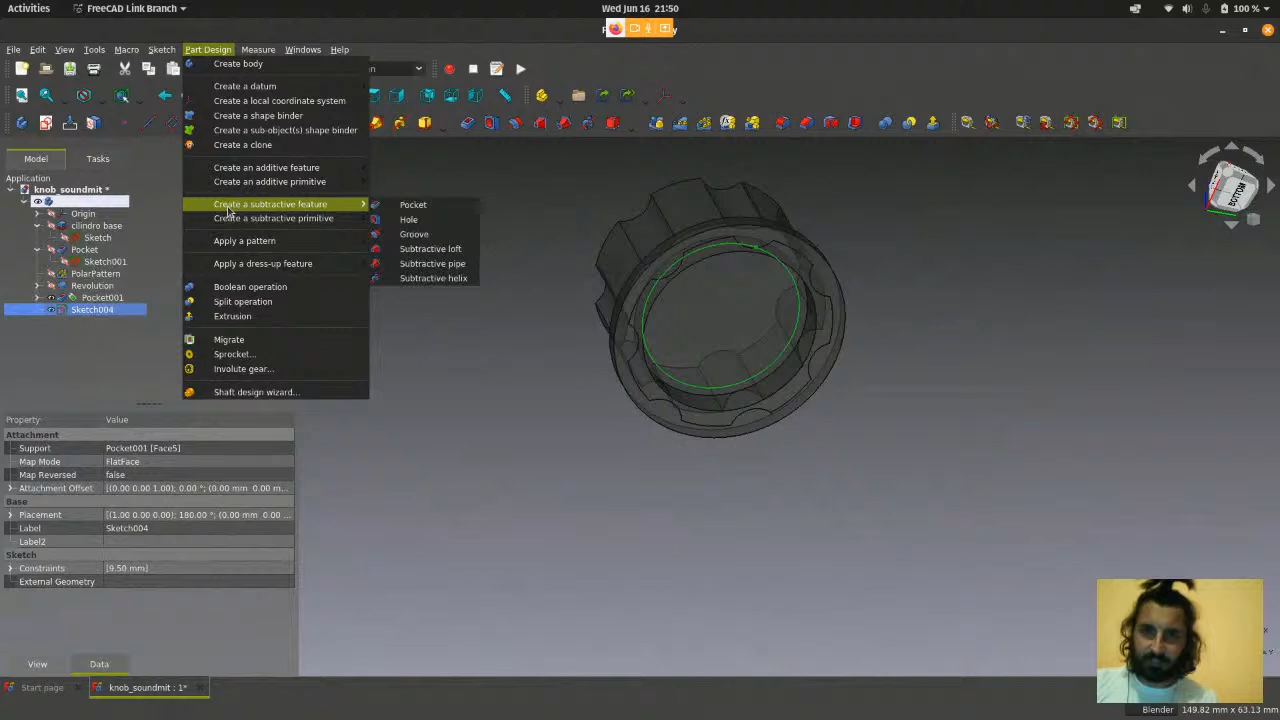 Activities
FreeCAD Link Branch
Wed Jun 16 21:50
100 %
File Edit View Tools Macro Sketch Part Design Measure Windows Help
Model Tasks
Application
knob_soundmit *
Origin
cilindro base
Sketch
Pocket
Sketch001
PolarPattern
Revolution
Pocket001
Sketch004
Create body
Create a datum
Create a local coordinate system
Create a shape binder
Create a sub-object(s) shape binder
Create a clone
Create an additive feature
Create an additive primitive
Create a subtractive feature
Create a subtractive primitive
Apply a pattern
Apply a dress-up feature
Boolean operation
Split operation
Extrusion
Migrate
Sprocket...
Involute gear...
Shaft design wizard...
Pocket
Hole
Groove
Subtractive loft
Subtractive pipe
Subtractive helix
Property Value
Attachment
Support Pocket001 [Face5]
Map Mode FlatFace
Map Reversed false
Attachment Offset [(0.00 0.00 1.00); 0.00 °; (0.00 mm 0.00 m...
Base
Placement [(1.00 0.00 0.00); 180.00 °; (0.00 mm 0.00 ...
Label Sketch004
Label2
Sketch
Constraints [9.50 mm]
External Geometry
View Data
Start page
knob_soundmit : 1*
Blender 149.82 mm x 63.13 mm